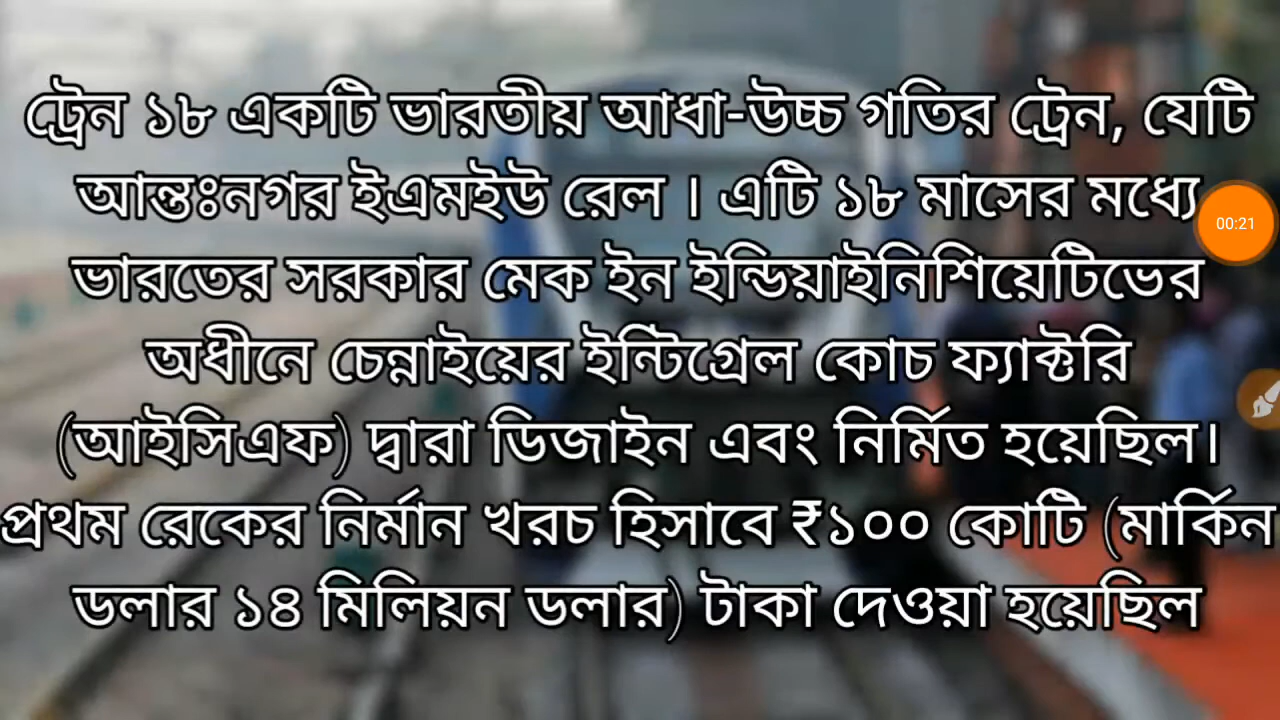 ট্রেন ১৮ একটি ভারতীয় আধা-উচ্চ গতির ট্রেন, যেটি
আন্তঃনগর ইএমইউ রেল । এটি ১৮ মাসের মধ্যে
00:21
ভারতের সরকার মেক ইন ইন্ডিয়াইনিশিয়েটিভের
অধীনে চেন্নাইয়ের ইন্টিগ্রেল কোচ ফ্যাক্টরি
(আইসিএফ) দ্বারা ডিজাইন এবং নির্মিত হয়েছিল।
প্রথম রেকের নির্মান খরচ হিসাবে ₹১০০ কোটি (মার্কিন
ডলার ১৪ মিলিয়ন ডলার) টাকা দেওয়া হয়েছিল